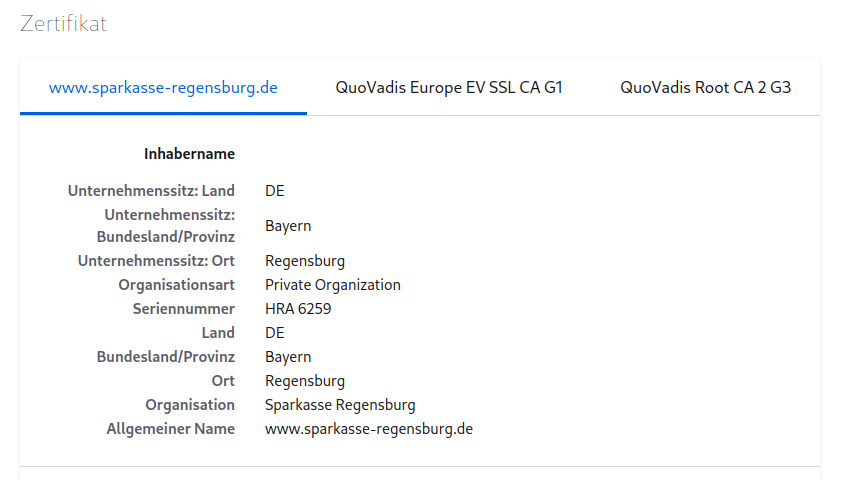 Zertifikat
www.sparkasse-regensburg.de QuoVadis Europe EV SSL CA G1 QuoVadis Root CA 2 G3
Inhabername
Unternehmenssitz: Land DE
Unternehmenssitz:
Bundesland/Provinz Bayern
Unternehmenssitz: Ort Regensburg
Organisationsart Private Organization
Seriennummer HRA 6259
Land DE
Bundesland/Provinz Bayern
Ort Regensburg
Organisation Sparkasse Regensburg
Allgemeiner Name www.sparkasse-regensburg.de